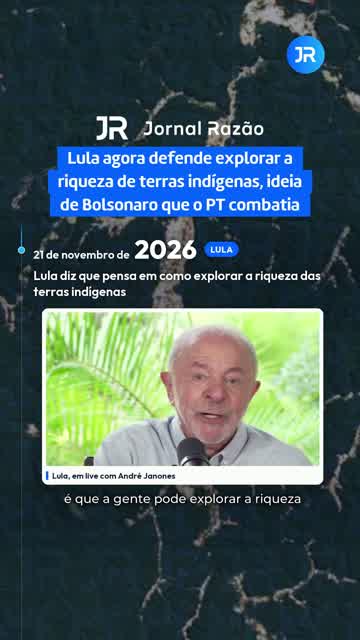 JR
JR Jornal Razão
Lula agora defende explorar a
riqueza de terras indígenas, ideia
de Bolsonaro que o PT combatia
21 de novembro de 2026 LULA
Lula diz que pensa em como explorar a riqueza das
terras indígenas
Lula, em live com André Janones
é que a gente pode explorar a riqueza